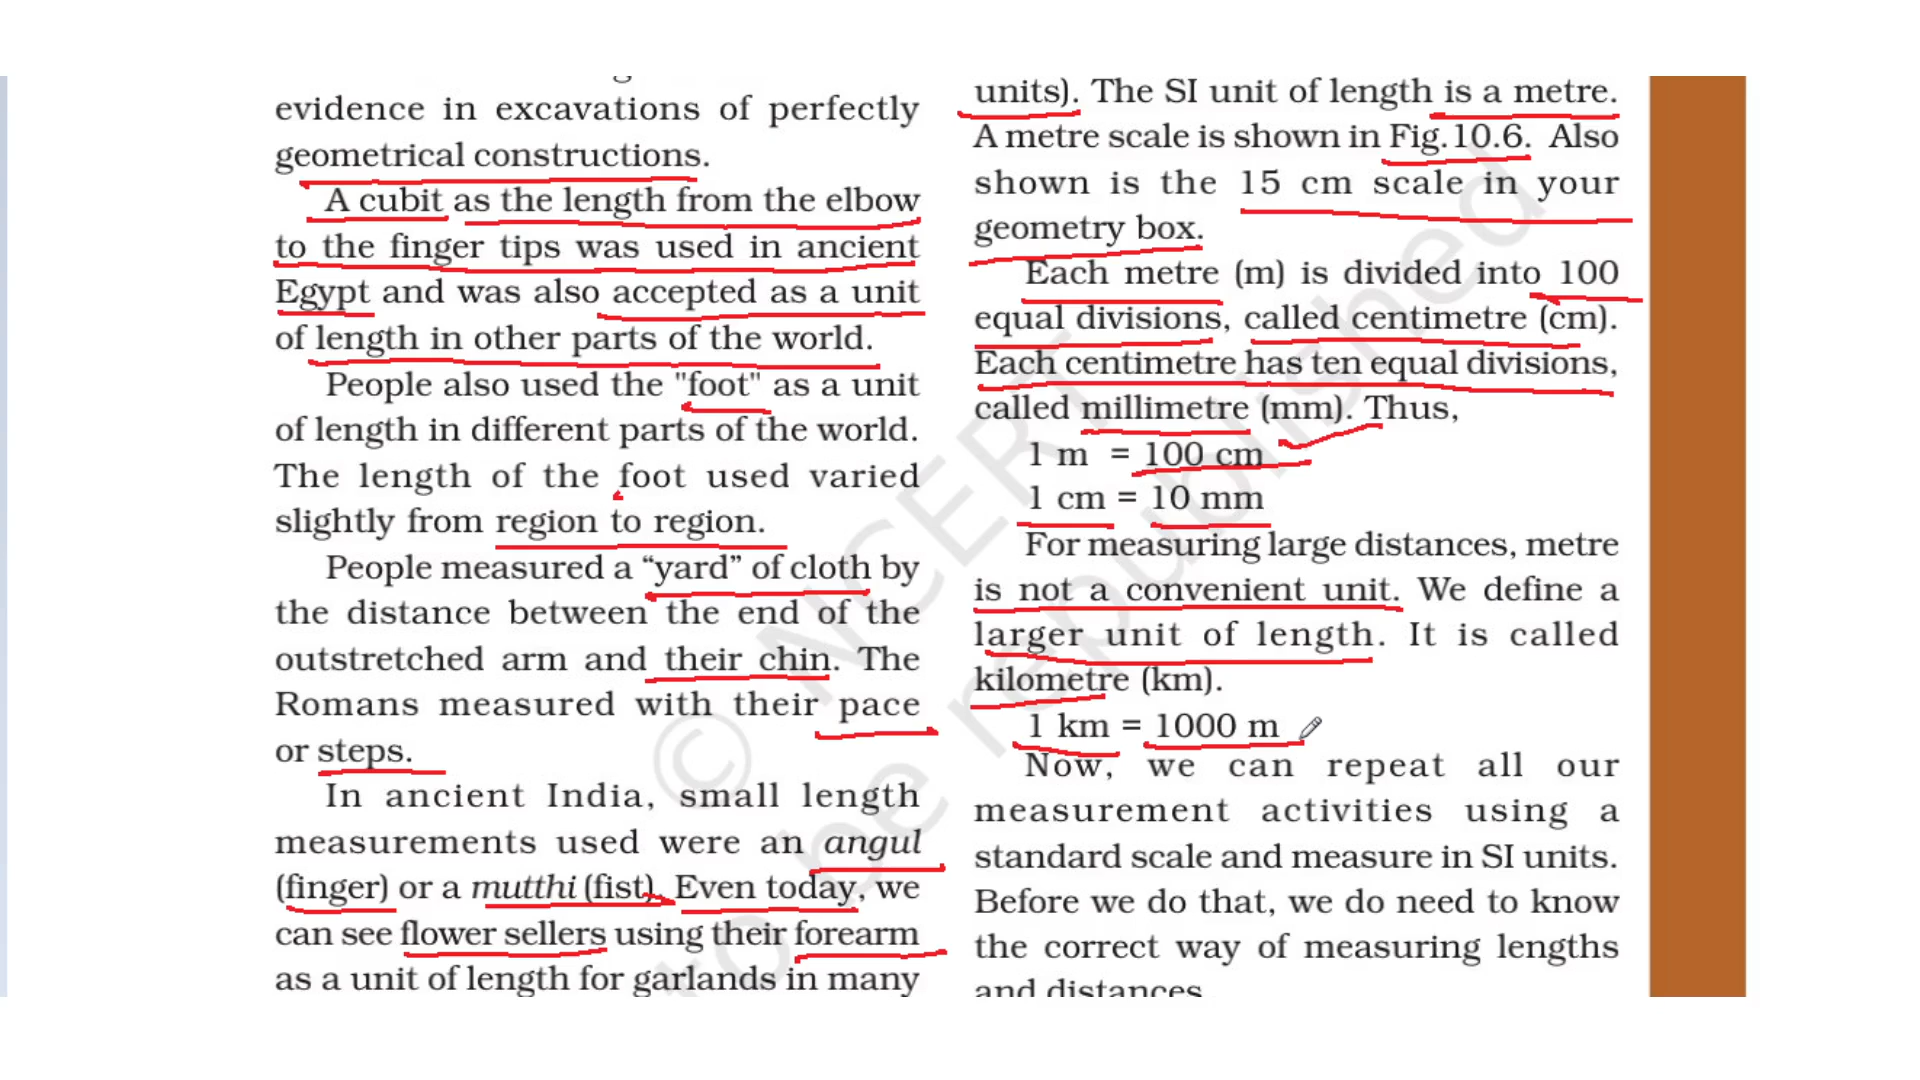 evidence in excavations of perfectly
geometrical constructions.
A cubit as the length from the elbow
to the finger tips was used in ancient
Egypt and was also accepted as a unit
of length in other parts of the world.
People also used the "foot" as a unit
of length in different parts of the world.
The length of the foot used varied
slightly from region to region.
People measured a “yard” of cloth by
the distance between the end of the
outstretched arm and their chin. The
Romans measured with their pace
or steps.
In ancient India, small length
measurements used were an angul
(finger) or a mutthi (fist). Even today, we
can see flower sellers using their forearm
as a unit of length for garlands in many
units). The SI unit of length is a metre.
A metre scale is shown in Fig.10.6. Also
shown is the 15 cm scale in your
geometry box.
Each metre (m) is divided into 100
equal divisions, called centimetre (cm).
Each centimetre has ten equal divisions,
called millimetre (mm). Thus,
1 m = 100 cm
1 cm = 10 mm
For measuring large distances, metre
is not a convenient unit. We define a
larger unit of length. It is called
kilometre (km).
1 km = 1000 m
Now, we can repeat all our
measurement activities using a
standard scale and measure in SI units.
Before we do that, we do need to know
the correct way of measuring lengths
and distances.
© NCERT
to be republished